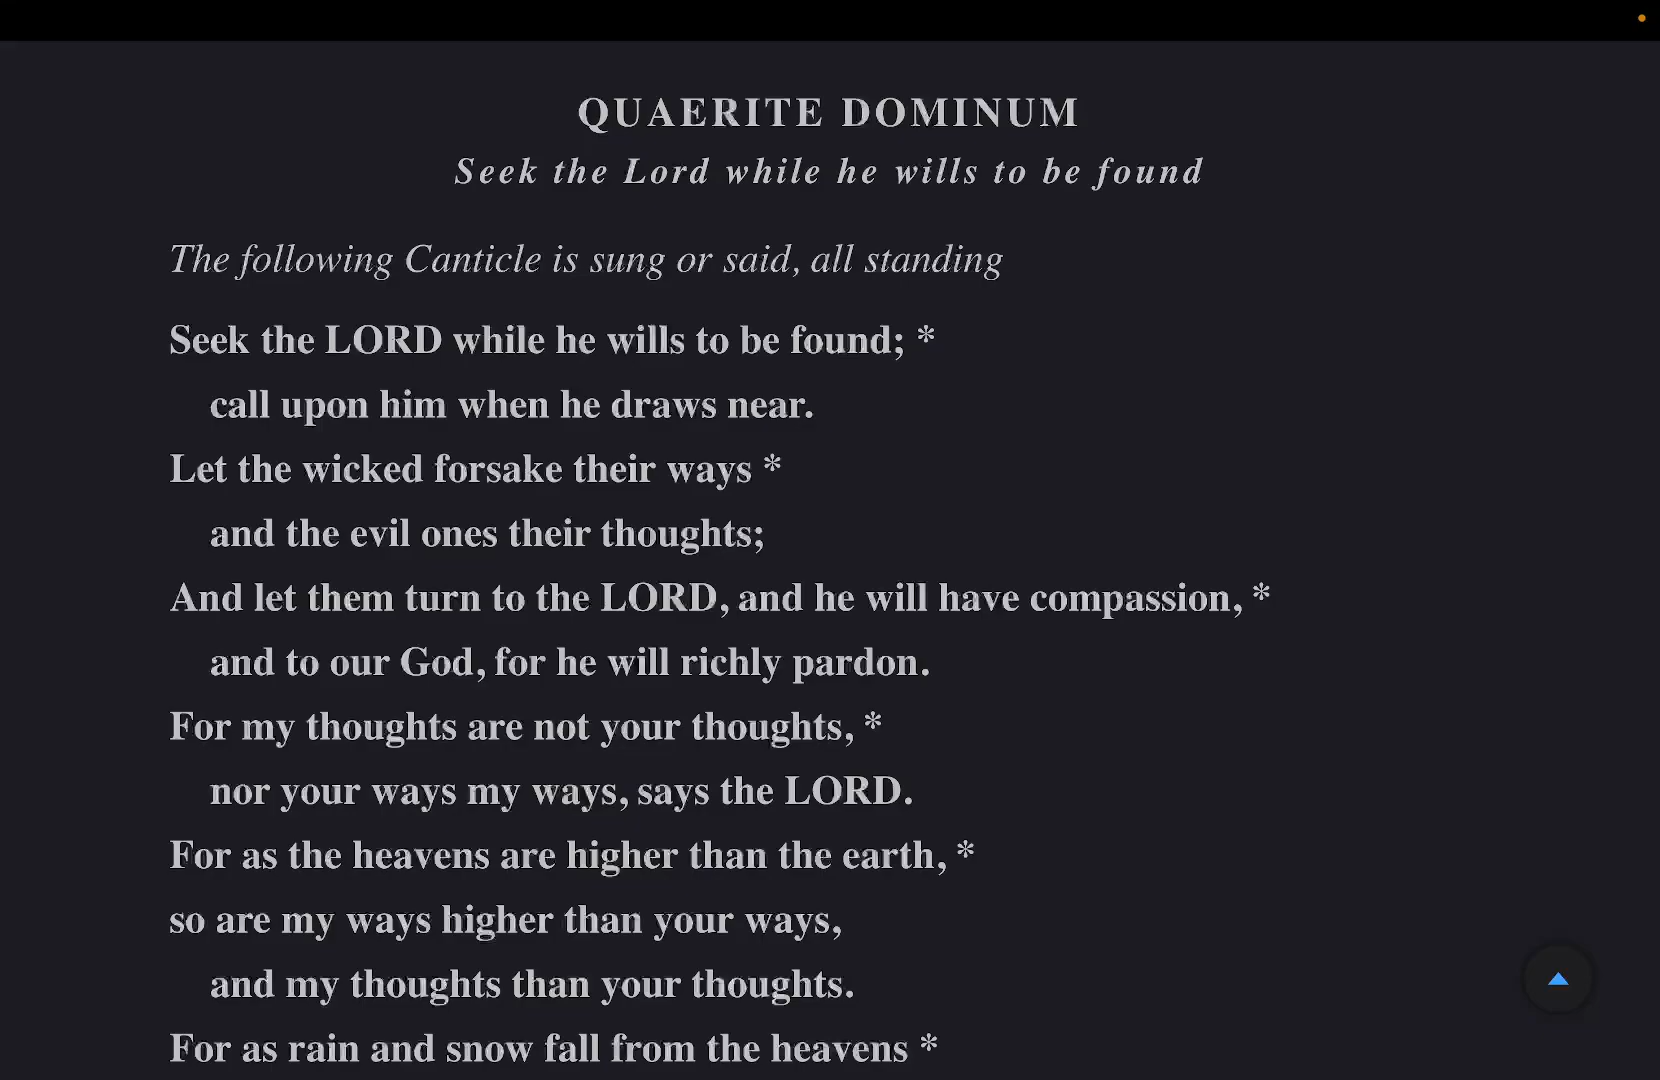 QUAERITE DOMINUM
Seek the Lord while he wills to be found
The following Canticle is sung or said, all standing
Seek the LORD while he wills to be found; *
call upon him when he draws near.
Let the wicked forsake their ways *
and the evil ones their thoughts;
And let them turn to the LORD, and he will have compassion, *
and to our God, for he will richly pardon.
For my thoughts are not your thoughts, *
nor your ways my ways, says the LORD.
For as the heavens are higher than the earth, *
so are my ways higher than your ways,
and my thoughts than your thoughts.
For as rain and snow fall from the heavens *